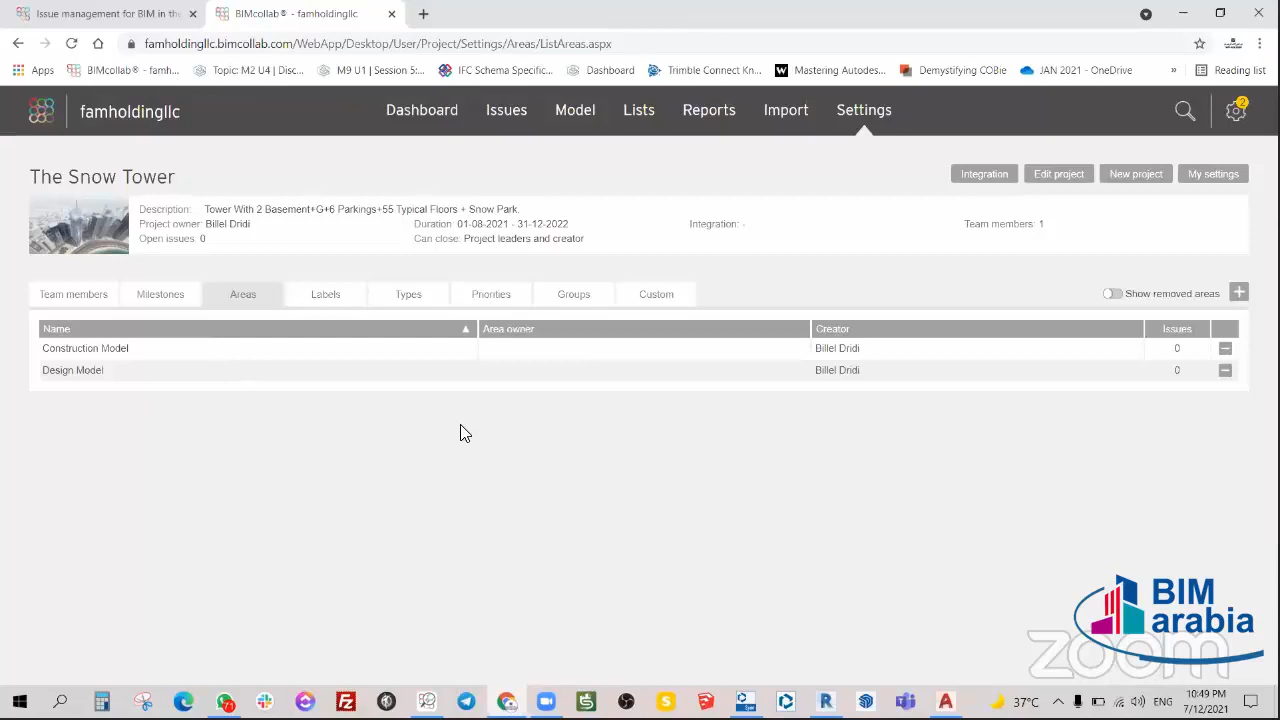 Issue management for BIM in the
BIMcollab® - famholdingllc
famholdingllc.bimcollab.com/WebApp/Desktop/User/Project/Settings/Areas/ListAreas.aspx
Apps BIMcollab® - famh... Topic: M2 U4 | Disc... M9 U1 | Session 5:... IFC Schema Specific... Dashboard Trimble Connect Kn... Mastering Autodes... Demystifying COBie JAN 2021 - OneDrive » Reading list
famholdingllc Dashboard Issues Model Lists Reports Import Settings 2
The Snow Tower
Integration Edit project New project My settings
Description: Tower With 2 Basement+G+6 Parkings+55 Typical Floors + Snow Park.
Project owner: Billel Dridi Duration: 01-08-2021 - 31-12-2022 Integration: - Team members: 1
Open issues 0 Can close: Project leaders and creator
Team members Milestones Areas Labels Types Priorities Groups Custom Show removed areas
Name Area owner Creator Issues
Construction Model Billel Dridi 0
Design Model Billel Dridi 0
BIM
arabia
zoom
37°C ENG 10:49 PM
7/12/2021